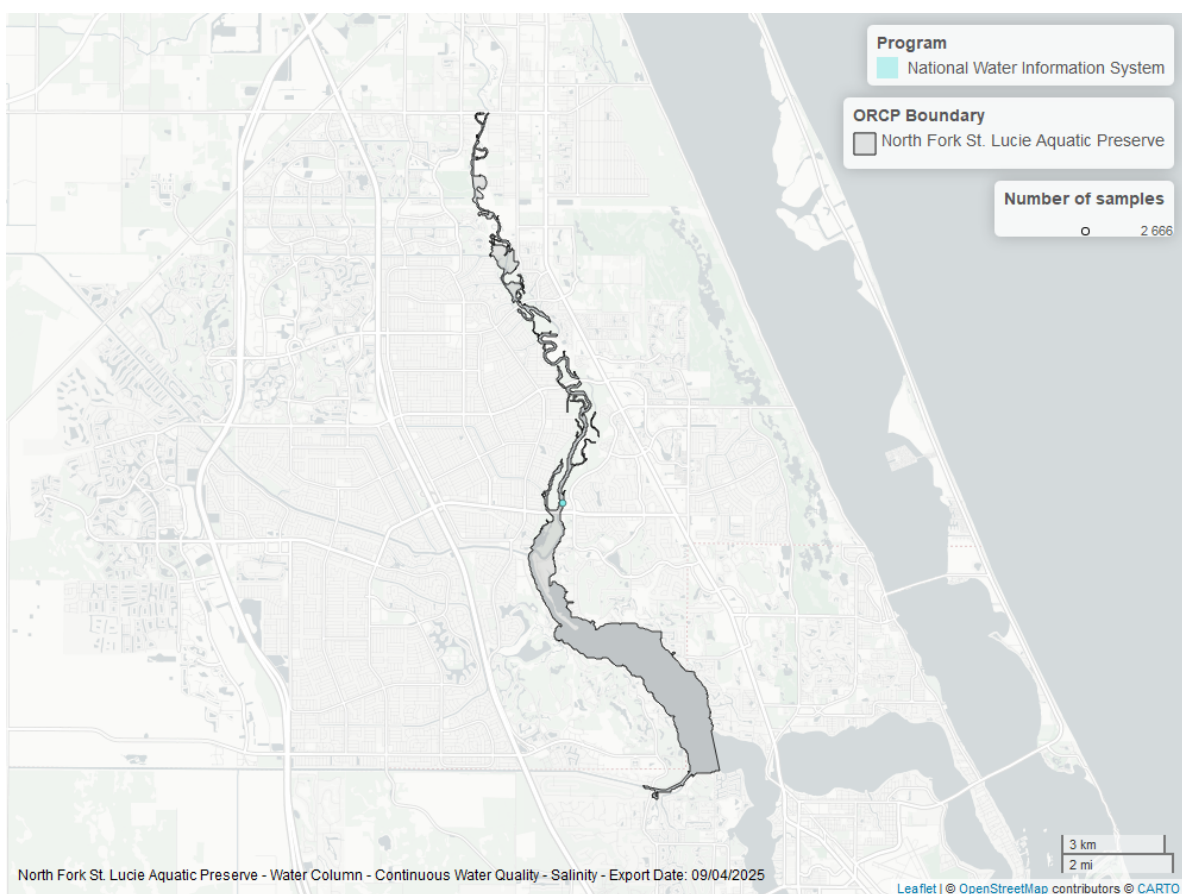 Program
National Water Information System
ORCP Boundary
North Fork St. Lucie Aquatic Preserve
Number of samples
2 666
3 km
2 mi
North Fork St. Lucie Aquatic Preserve - Water Column - Continuous Water Quality - Salinity - Export Date: 09/04/2025
Leaflet | © OpenStreetMap contributors © CARTO